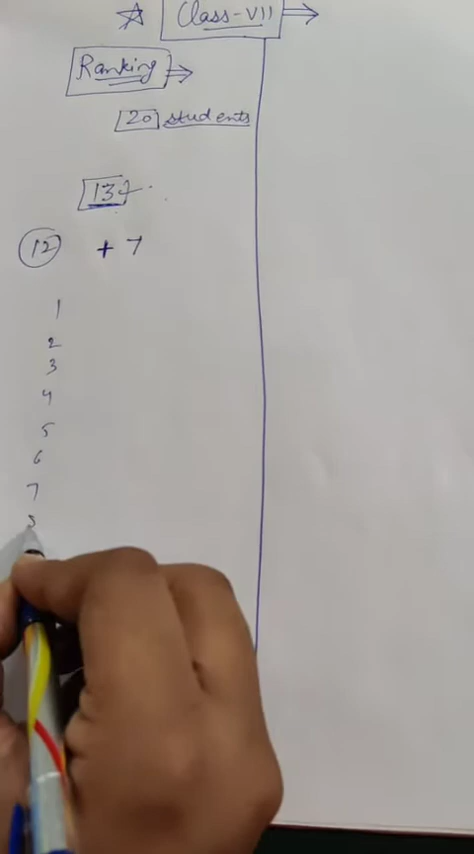 ☆ Class-VII ⇒
Ranking ⇒
20 students
13
12 + 7
1
2
3
4
5
6
7
8